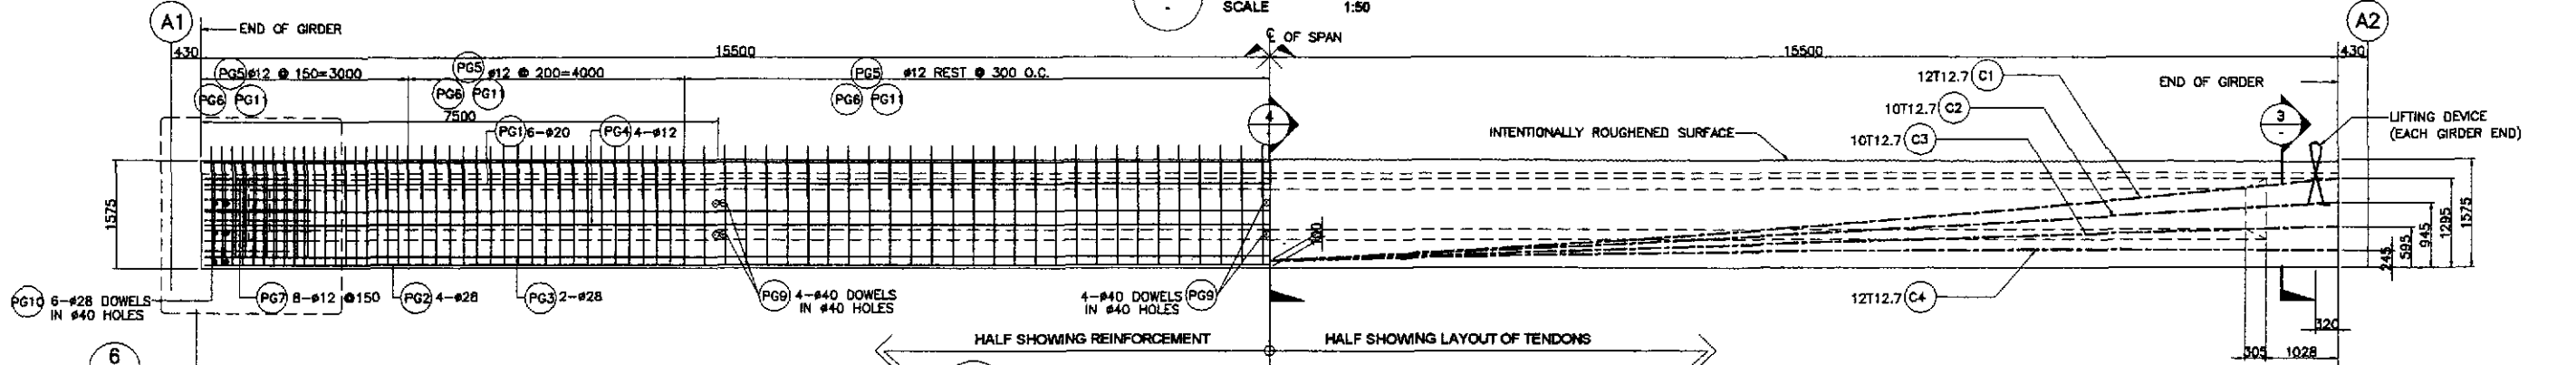 SCALE 1:50
A1
END OF GIRDER
℄ OF SPAN
A2
430
15500
15500
430
PG5 ø12 @ 150=3000
PG5 ø12 @ 200=4000
PG5 ø12 REST @ 300 O.C.
PG6 PG11
PG6 PG11
PG6 PG11
12T12.7 C1
END OF GIRDER
10T12.7 C2
7500
4
3
-
LIFTING DEVICE
(EACH GIRDER END)
PG1 6-ø20
PG4 4-ø12
INTENTIONALLY ROUGHENED SURFACE
10T12.7 C3
1575
245
595
945
1295
1575
PG10 6-ø28 DOWELS
IN ø40 HOLES
PG7 8-ø12 @150
PG2 4-ø28
PG3 2-ø28
PG9 4-ø40 DOWELS
IN ø40 HOLES
4-ø40 DOWELS PG9
IN ø40 HOLES
12T12.7 C4
320
HALF SHOWING REINFORCEMENT
HALF SHOWING LAYOUT OF TENDONS
305
1028
6